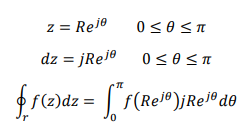 z = Re^{jθ}    0 ≤ θ ≤ π
dz = jRe^{jθ}    0 ≤ θ ≤ π
∮_r f(z)dz = ∫_0^π f(Re^{jθ})jRe^{jθ}dθ